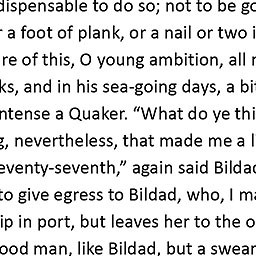 dispensable to do so; not to be go
a foot of plank, or a nail or two i
re of this, O young ambition, all
ks, and in his sea-going days, a bi
ntense a Quaker. “What do ye thi
g, nevertheless, that made me a l
eventy-seventh,” again said Bilda
to give egress to Bildad, who, I ma
ip in port, but leaves her to the o
ood man, like Bildad, but a swear